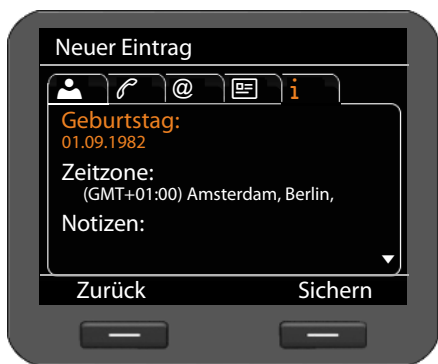 Neuer Eintrag
@ i
Geburtstag:
01.09.1982
Zeitzone:
(GMT+01:00) Amsterdam, Berlin,
Notizen:
Zurück Sichern